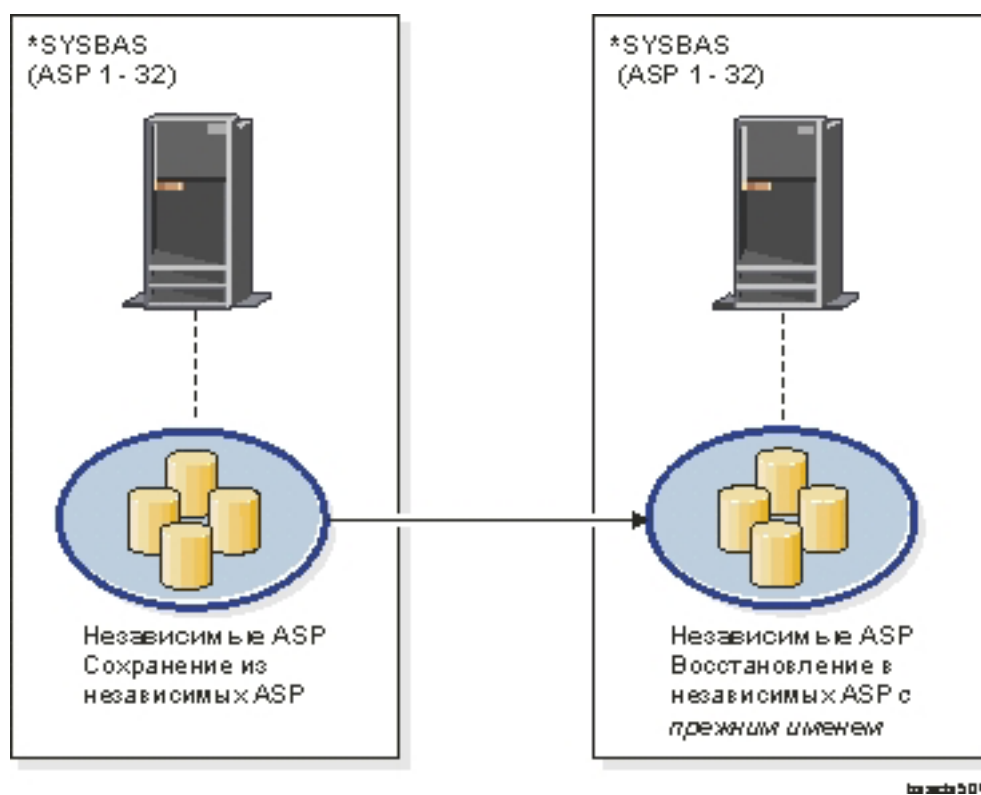 *SYSBAS
(ASP 1 - 32)
*SYSBAS
(ASP 1 - 32)
Независимые ASP
Сохранение из
независимых ASP
Независимые ASP
Восстановление в
независимых ASP с
прежним именем